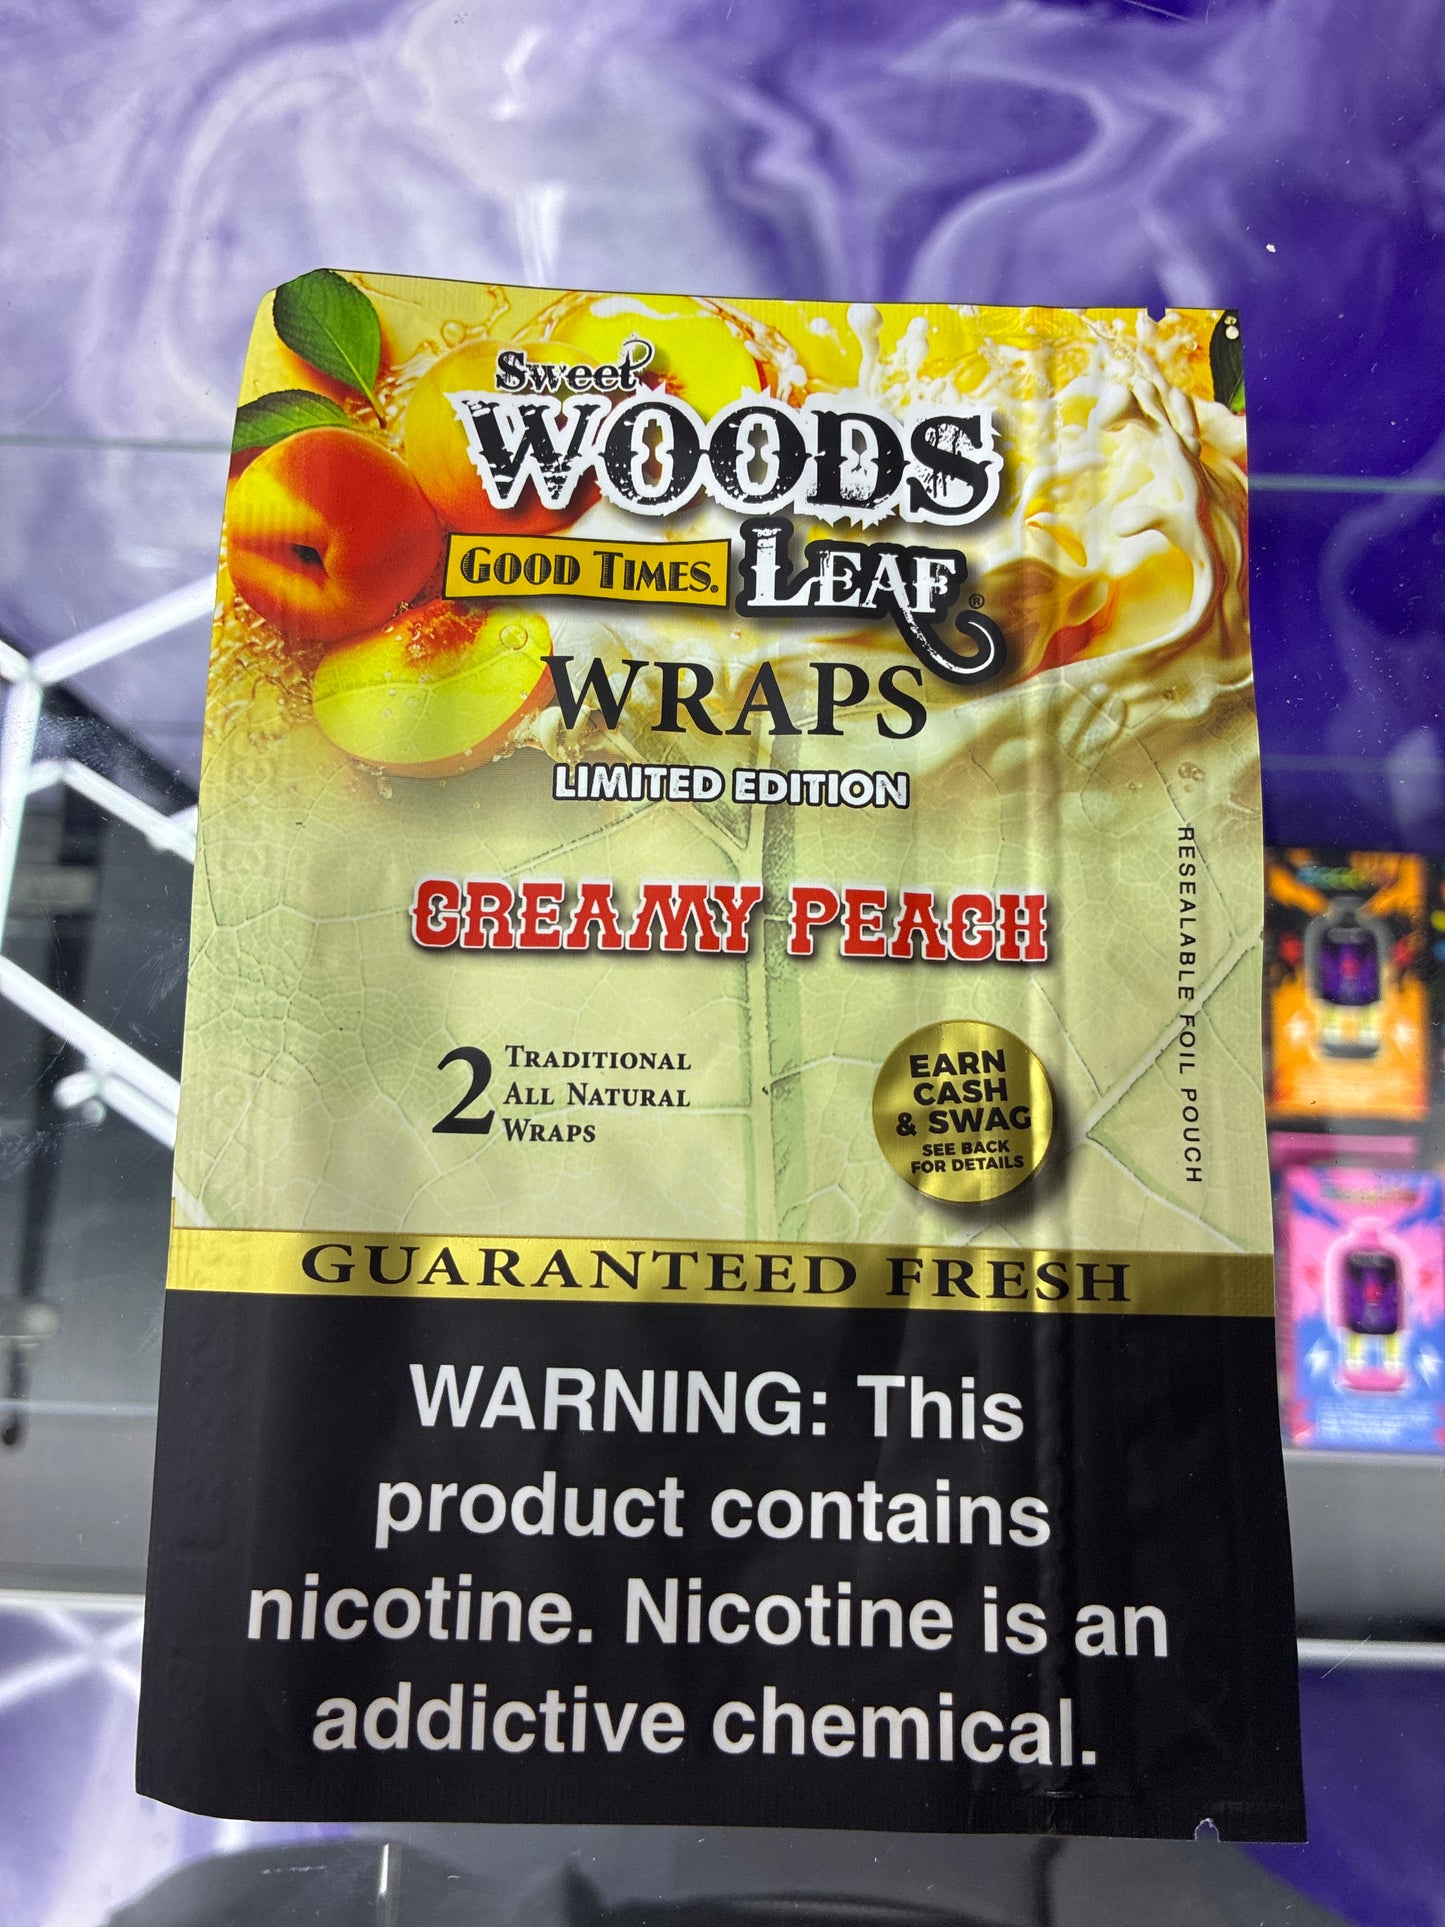 Sweet
WOODS
GOOD TIMES. LEAF ®
WRAPS
LIMITED EDITION
CREAMY PEACH
2 TRADITIONAL
ALL NATURAL
WRAPS
EARN
CASH
& SWAG
SEE BACK
FOR DETAILS
RESEALABLE FOIL POUCH
GUARANTEED FRESH
WARNING: This
product contains
nicotine. Nicotine is an
addictive chemical.